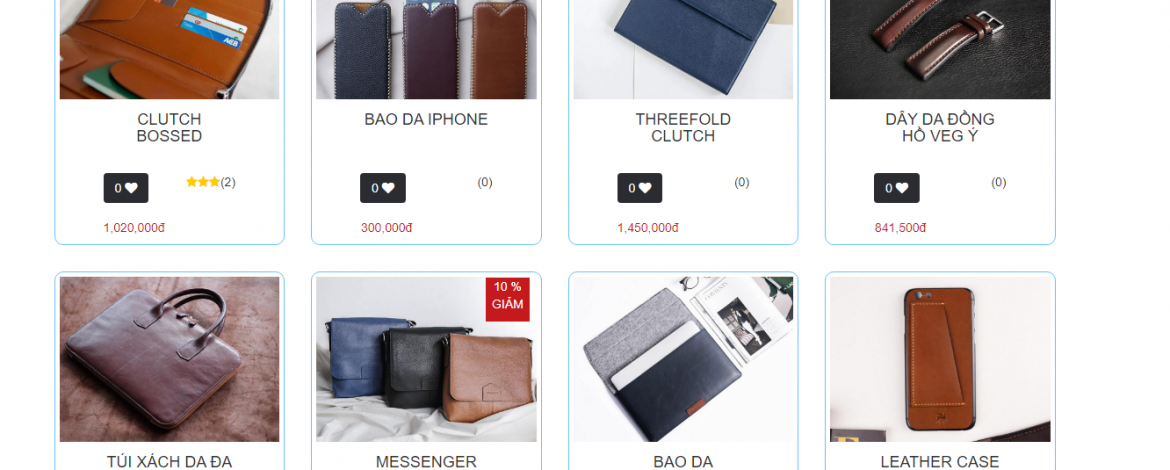 ACB
CLUTCH
BOSSED
BAO DA IPHONE
THREEFOLD
CLUTCH
DÂY DA ĐỒNG
HỒ VEG Ý
0
(2)
0
(0)
0
(0)
0
(0)
1,020,000đ
300,000đ
1,450,000đ
841,500đ
10 %
GIẢM
TÚI XÁCH DA ĐA
MESSENGER
BAO DA
LEATHER CASE